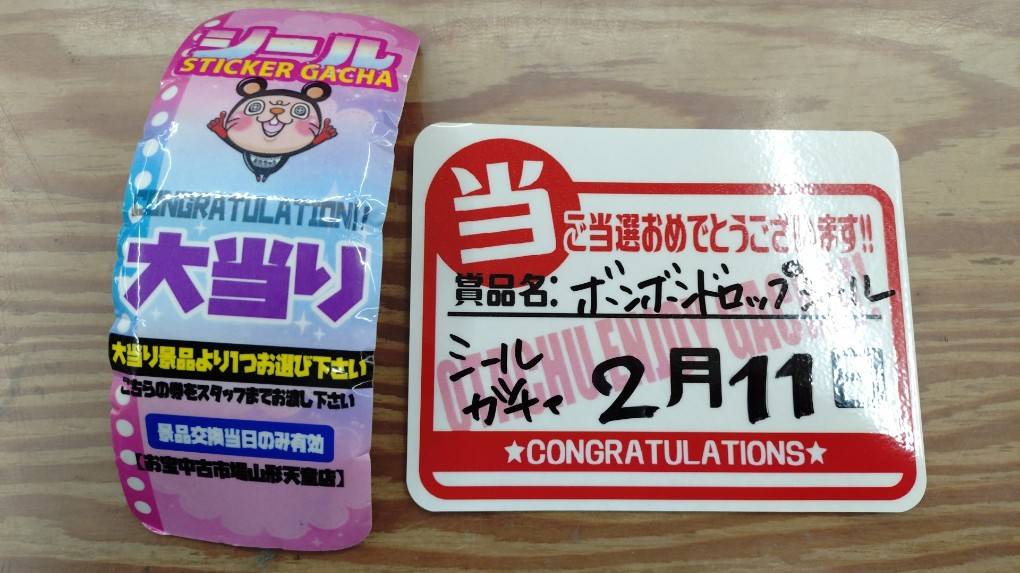 シール
STICKER GACHA
CONGRATULATION!!
大当り
大当り景品より1つお選び下さい
こちらの券をスタッフまでお渡し下さい
景品交換当日のみ有効
【お宝中古市場山形天童店】
当
ご当選おめでとうございます!!
賞品名: ボンボンドロップシール
シール
ガチャ
2月11日
★CONGRATULATIONS★